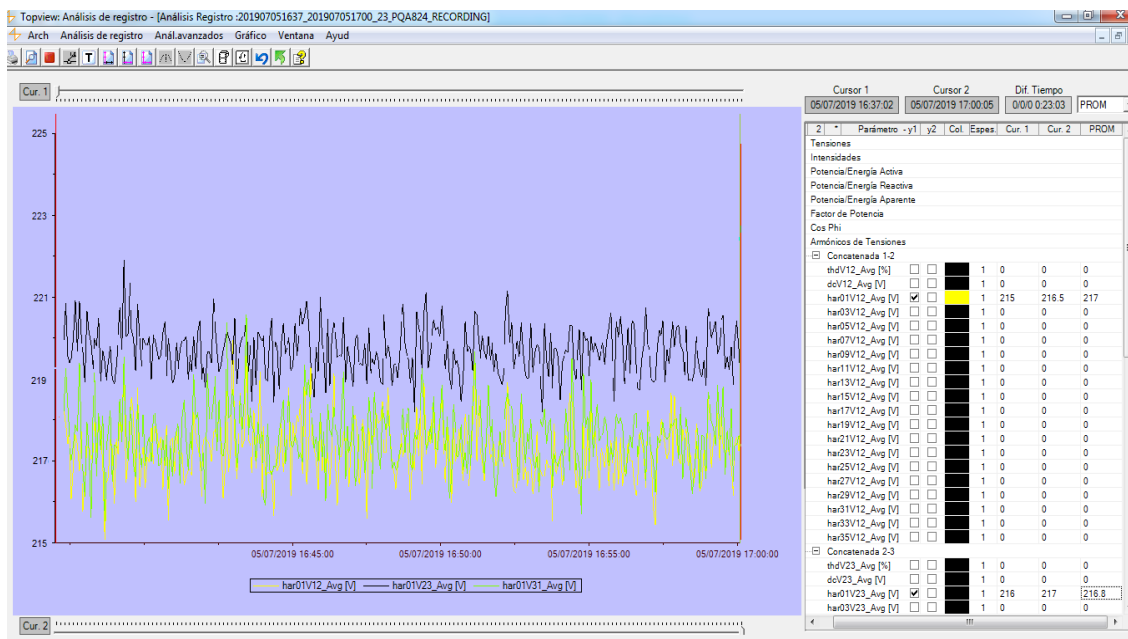 Topview: Análisis de registro - [Análisis Registro :201907051637_201907051700_23_PQA824_RECORDING]
Arch Análisis de registro Anál.avanzados Gráfico Ventana Ayud
Cur. 1
Cursor 1 Cursor 2 Dif. Tiempo
05/07/2019 16:37:02 05/07/2019 17:00:05 0/0/0 0:23:03 PROM
2 * Parámetro - y1 y2 Col. Espes. Cur. 1 Cur. 2 PROM
Tensiones
Intensidades
Potencia/Energía Activa
Potencia/Energía Reactiva
Potencia/Energía Aparente
Factor de Potencia
Cos Phi
Armónicos de Tensiones
Concatenada 1-2
thdV12_Avg [%] 1 0 0 0
dcV12_Avg [V] 1 0 0 0
har01V12_Avg [V] 1 215 216.5 217
har03V12_Avg [V] 1 0 0 0
har05V12_Avg [V] 1 0 0 0
har07V12_Avg [V] 1 0 0 0
har09V12_Avg [V] 1 0 0 0
har11V12_Avg [V] 1 0 0 0
har13V12_Avg [V] 1 0 0 0
har15V12_Avg [V] 1 0 0 0
har17V12_Avg [V] 1 0 0 0
har19V12_Avg [V] 1 0 0 0
har21V12_Avg [V] 1 0 0 0
har23V12_Avg [V] 1 0 0 0
har25V12_Avg [V] 1 0 0 0
har27V12_Avg [V] 1 0 0 0
har29V12_Avg [V] 1 0 0 0
har31V12_Avg [V] 1 0 0 0
har33V12_Avg [V] 1 0 0 0
har35V12_Avg [V] 1 0 0 0
Concatenada 2-3
thdV23_Avg [%] 1 0 0 0
dcV23_Avg [V] 1 0 0 0
har01V23_Avg [V] 1 216 217 216.8
har03V23_Avg [V] 1 0 0 0
225
223
221
219
217
215
05/07/2019 16:45:00 05/07/2019 16:50:00 05/07/2019 16:55:00 05/07/2019 17:00:00
har01V12_Avg [V] har01V23_Avg [V] har01V31_Avg [V]
Cur. 2